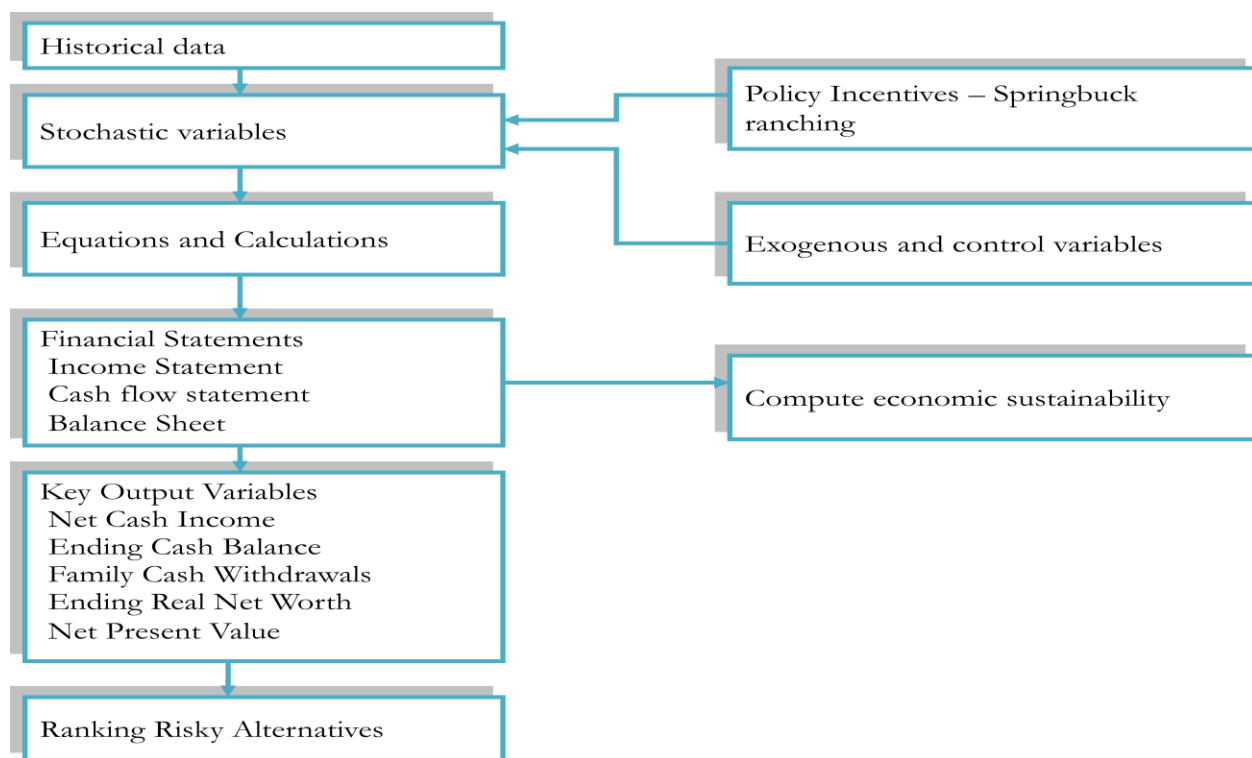 Historical data
Stochastic variables
Equations and Calculations
Financial Statements
Income Statement
Cash flow statement
Balance Sheet
Key Output Variables
Net Cash Income
Ending Cash Balance
Family Cash Withdrawals
Ending Real Net Worth
Net Present Value
Ranking Risky Alternatives
Policy Incentives – Springbuck
ranching
Exogenous and control variables
Compute economic sustainability